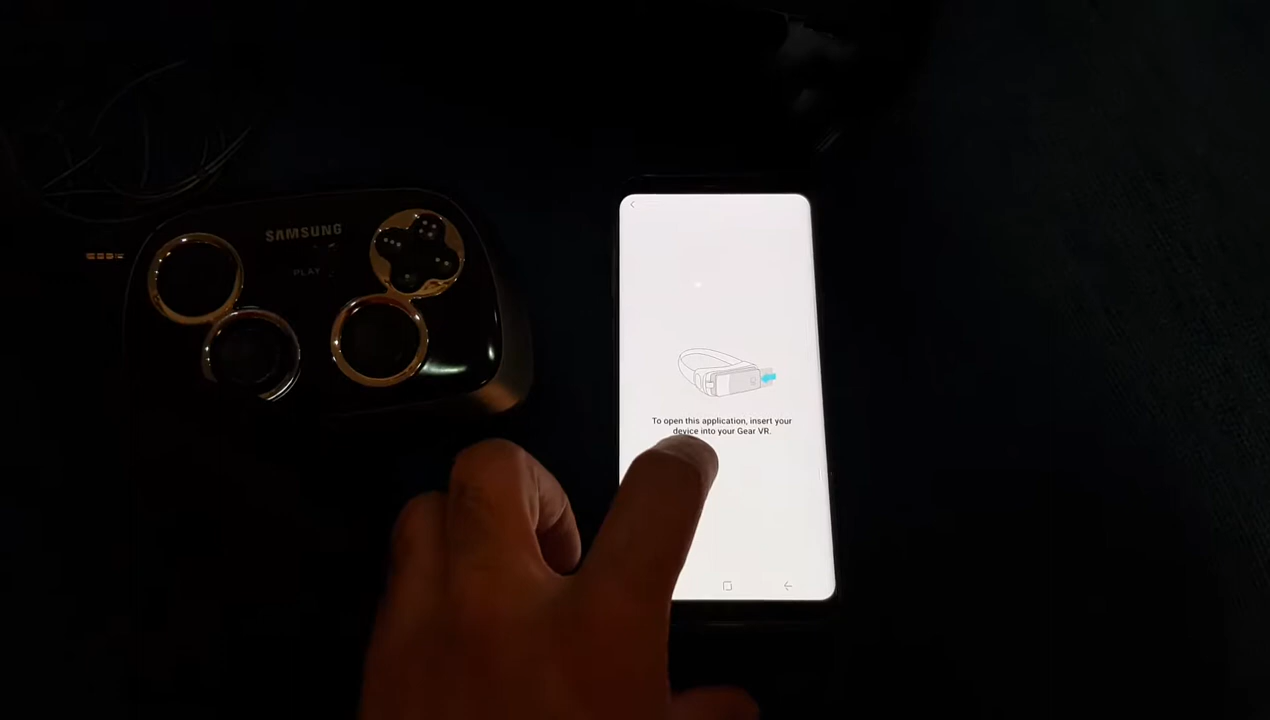 SAMSUNG
PLAY
To open this application, insert your
device into your Gear VR.